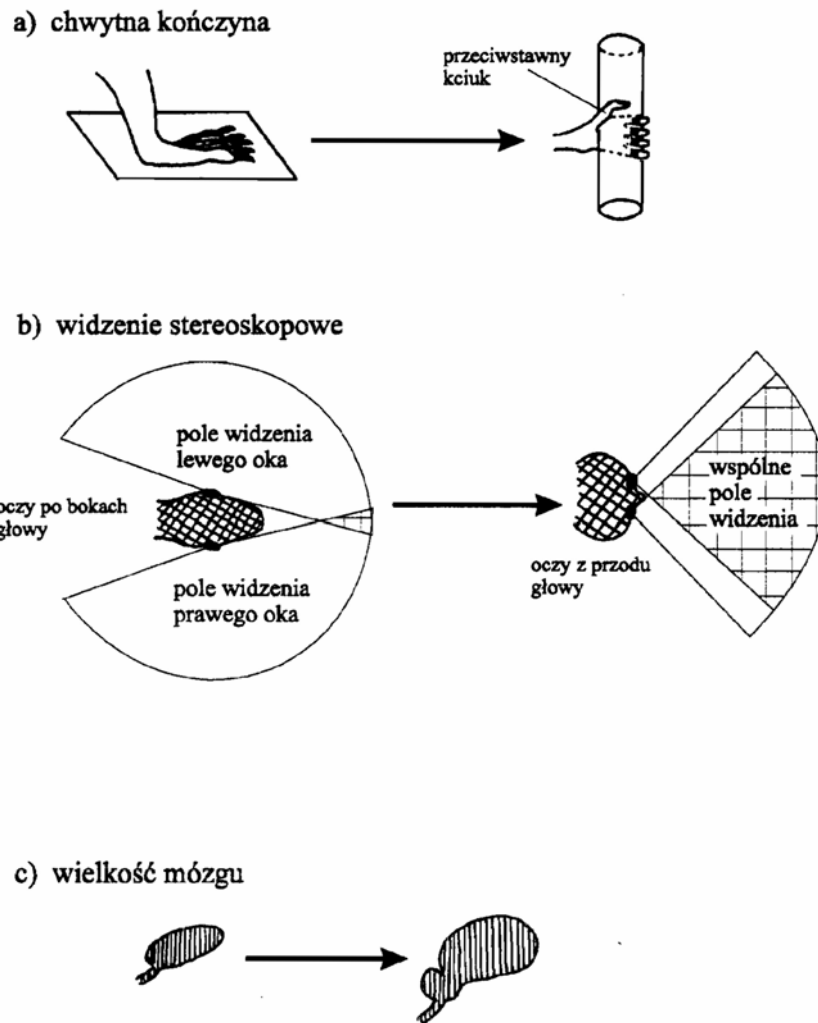 a) chwytna kończyna
przeciwstawny
kciuk
b) widzenie stereoskopowe
pole widzenia
lewego oka
oczy po bokach
głowy
pole widzenia
prawego oka
wspólne
pole
widzenia
oczy z przodu
głowy
c) wielkość mózgu